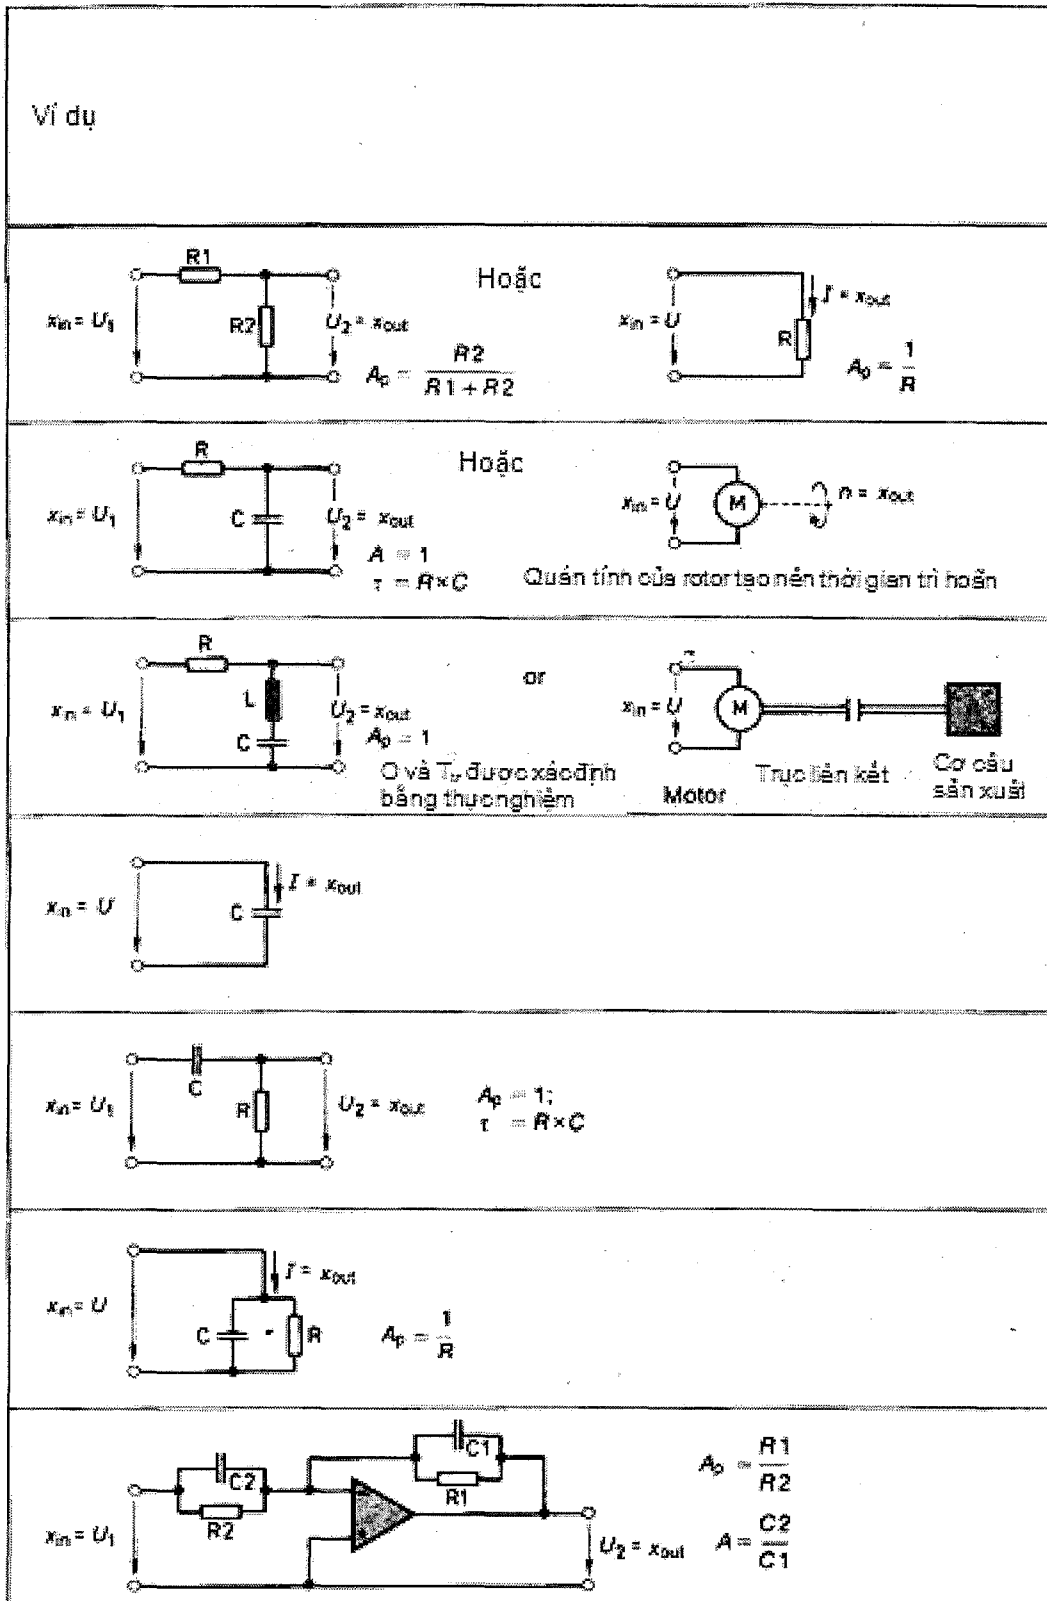 Ví dụ
R1
R2
x_in = U_1
U_2 = x_out
A_p = R2 / (R1 + R2)
Hoặc
x_in = U
I = x_out
R
A_p = 1 / R
R
C
x_in = U_1
U_2 = x_out
A = 1
τ = R×C
Hoặc
x_in = U
M
n = x_out
Quán tính của rotor tạo nên thời gian trì hoãn
R
L
C
x_in = U_1
U_2 = x_out
A_p = 1
được xác định
bằng thực nghiệm
or
x_in = U
M
Motor
Trục liên kết
A
Cơ cấu
sản xuất
x_in = U
C
I = x_out
x_in = U_1
C
R
U_2 = x_out
A_p = 1;
τ = R×C
x_in = U
I = x_out
C
R
A_p = 1 / R
C2
R2
C1
R1
x_in = U_1
U_2 = x_out
A_p = R1 / R2
A = C2 / C1